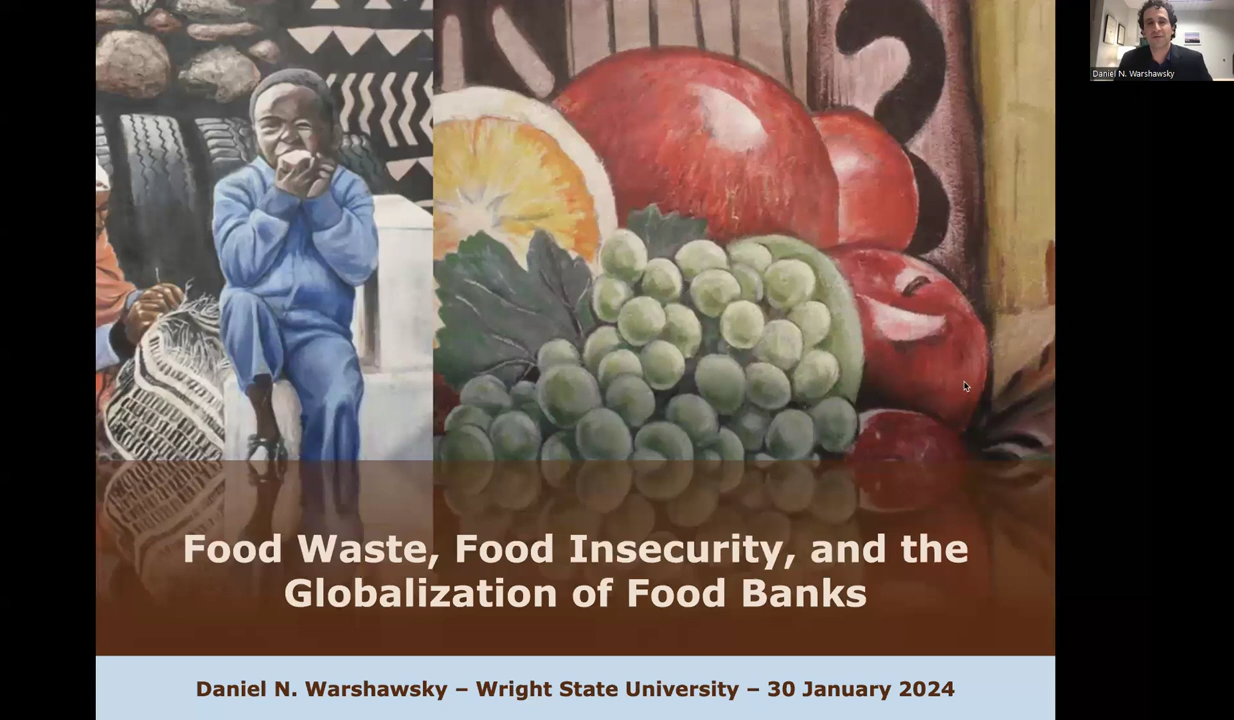 Daniel N. Warshawsky
Food Waste, Food Insecurity, and the
Globalization of Food Banks
Daniel N. Warshawsky – Wright State University – 30 January 2024